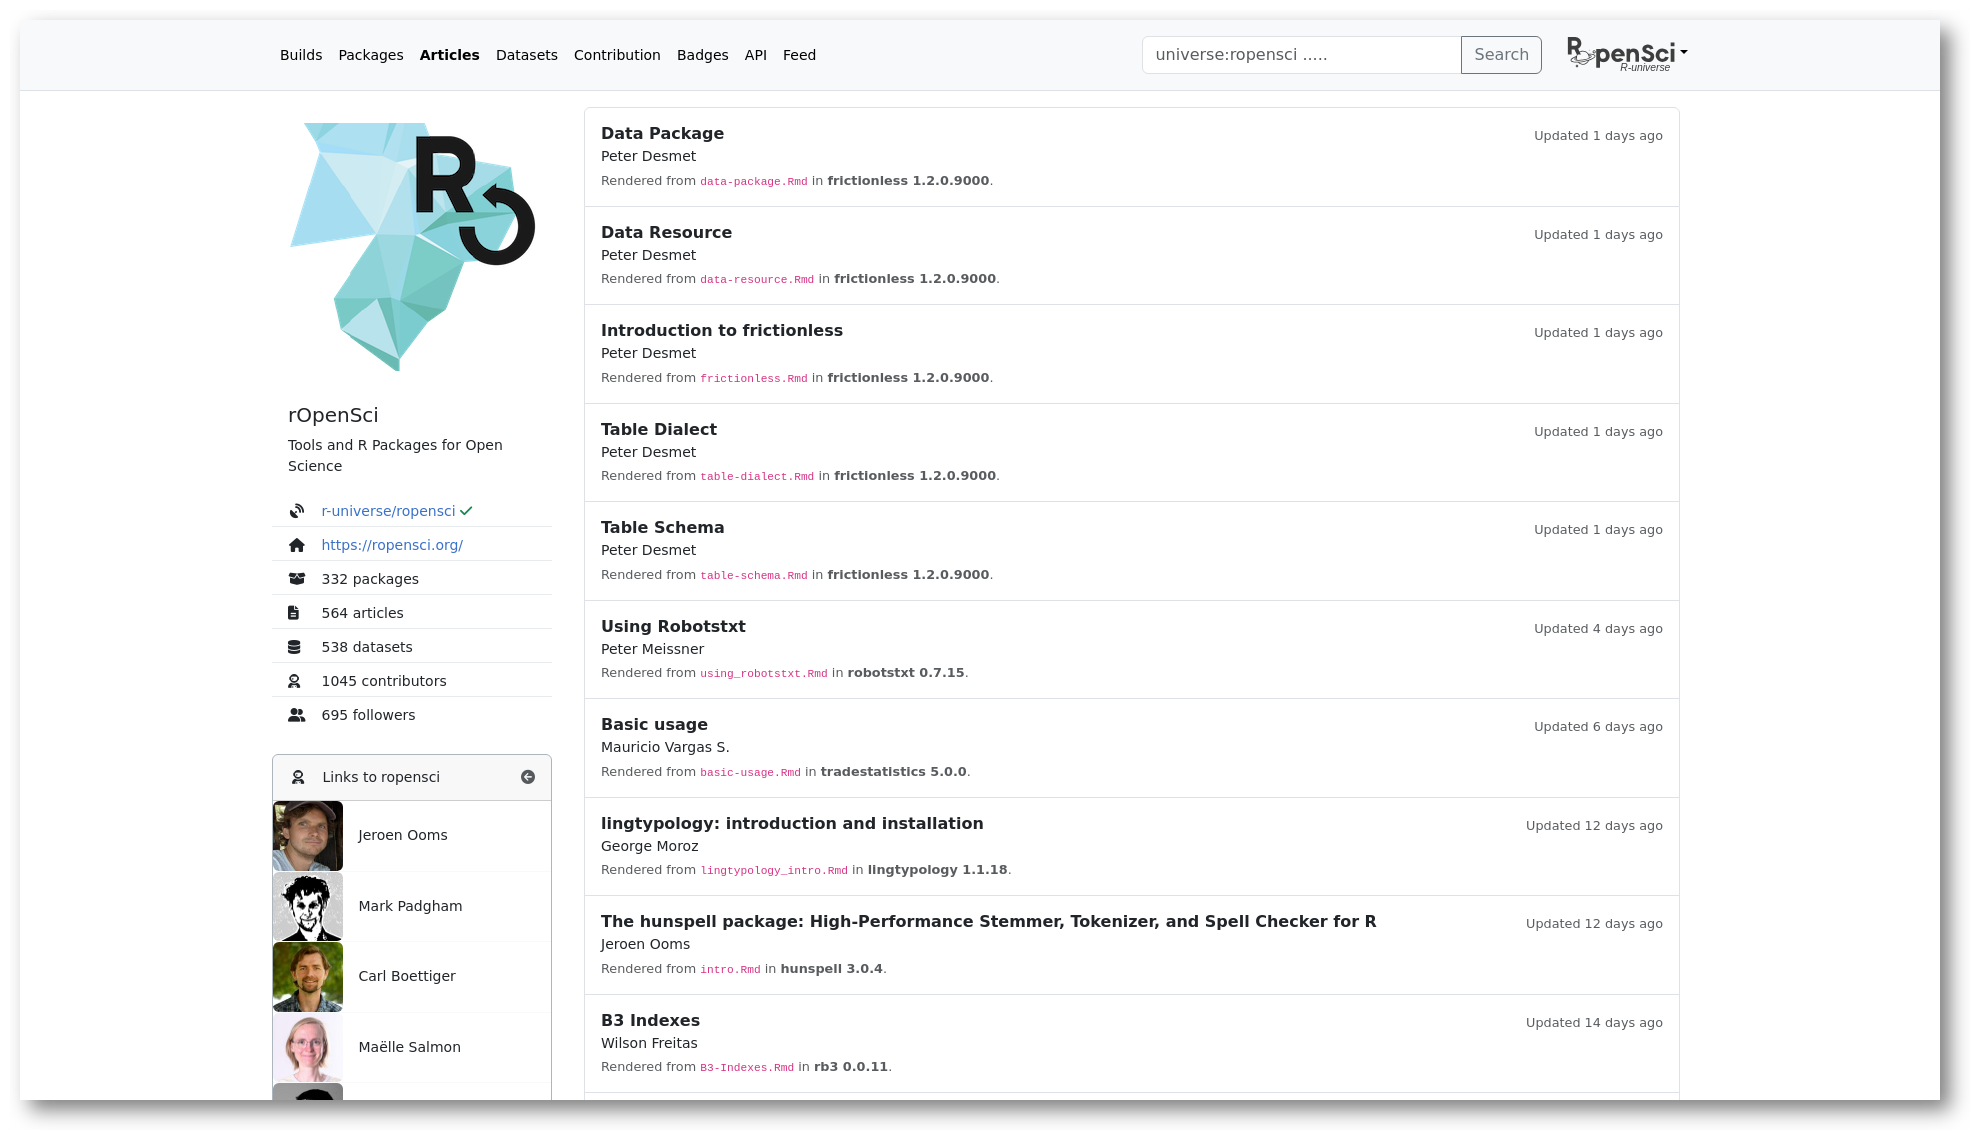 Builds Packages Articles Datasets Contribution Badges API Feed
universe:ropensci ..... Search
ROpenSci
R-universe
R
rOpenSci
Tools and R Packages for Open
Science
r-universe/ropensci
https://ropensci.org/
332 packages
564 articles
538 datasets
1045 contributors
695 followers
Links to ropensci
Jeroen Ooms
Mark Padgham
Carl Boettiger
Maëlle Salmon
Data Package Updated 1 days ago
Peter Desmet
Rendered from data-package.Rmd in frictionless 1.2.0.9000.
Data Resource Updated 1 days ago
Peter Desmet
Rendered from data-resource.Rmd in frictionless 1.2.0.9000.
Introduction to frictionless Updated 1 days ago
Peter Desmet
Rendered from frictionless.Rmd in frictionless 1.2.0.9000.
Table Dialect Updated 1 days ago
Peter Desmet
Rendered from table-dialect.Rmd in frictionless 1.2.0.9000.
Table Schema Updated 1 days ago
Peter Desmet
Rendered from table-schema.Rmd in frictionless 1.2.0.9000.
Using Robotstxt Updated 4 days ago
Peter Meissner
Rendered from using_robotstxt.Rmd in robotstxt 0.7.15.
Basic usage Updated 6 days ago
Mauricio Vargas S.
Rendered from basic-usage.Rmd in tradestatistics 5.0.0.
lingtypology: introduction and installation Updated 12 days ago
George Moroz
Rendered from lingtypology_intro.Rmd in lingtypology 1.1.18.
The hunspell package: High-Performance Stemmer, Tokenizer, and Spell Checker for R Updated 12 days ago
Jeroen Ooms
Rendered from intro.Rmd in hunspell 3.0.4.
B3 Indexes Updated 14 days ago
Wilson Freitas
Rendered from B3-Indexes.Rmd in rb3 0.0.11.